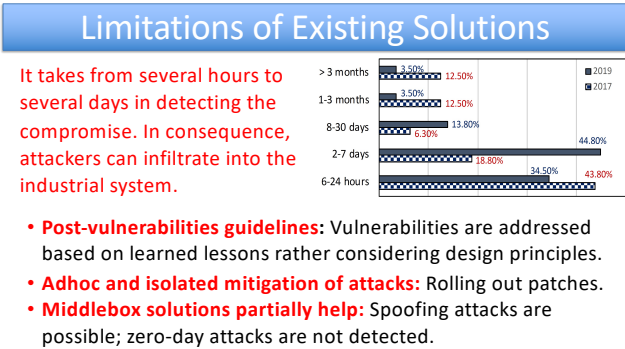 Limitations of Existing Solutions
It takes from several hours to
several days in detecting the
compromise. In consequence,
attackers can infiltrate into the
industrial system.
> 3 months 3.50% 12.50%
1-3 months 3.50% 12.50%
8-30 days 13.80% 6.30%
2-7 days 44.80% 18.80%
6-24 hours 34.50% 43.80%
2019
2017
• Post-vulnerabilities guidelines: Vulnerabilities are addressed
based on learned lessons rather considering design principles.
• Adhoc and isolated mitigation of attacks: Rolling out patches.
• Middlebox solutions partially help: Spoofing attacks are
possible; zero-day attacks are not detected.